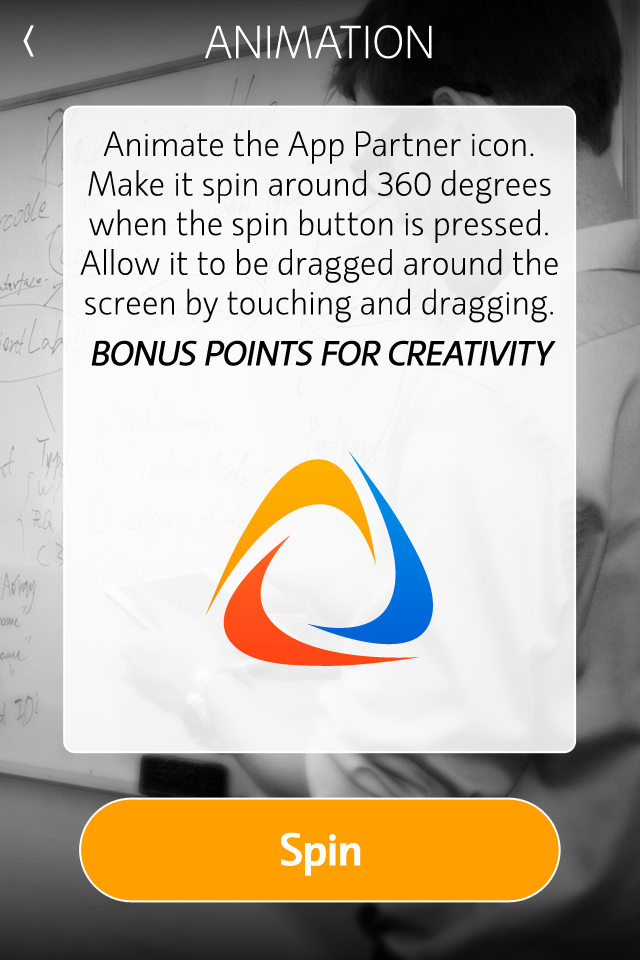 ANIMATION
Animate the App Partner icon.
Make it spin around 360 degrees
when the spin button is pressed.
Allow it to be dragged around the
screen by touching and dragging.
BONUS POINTS FOR CREATIVITY
Spin